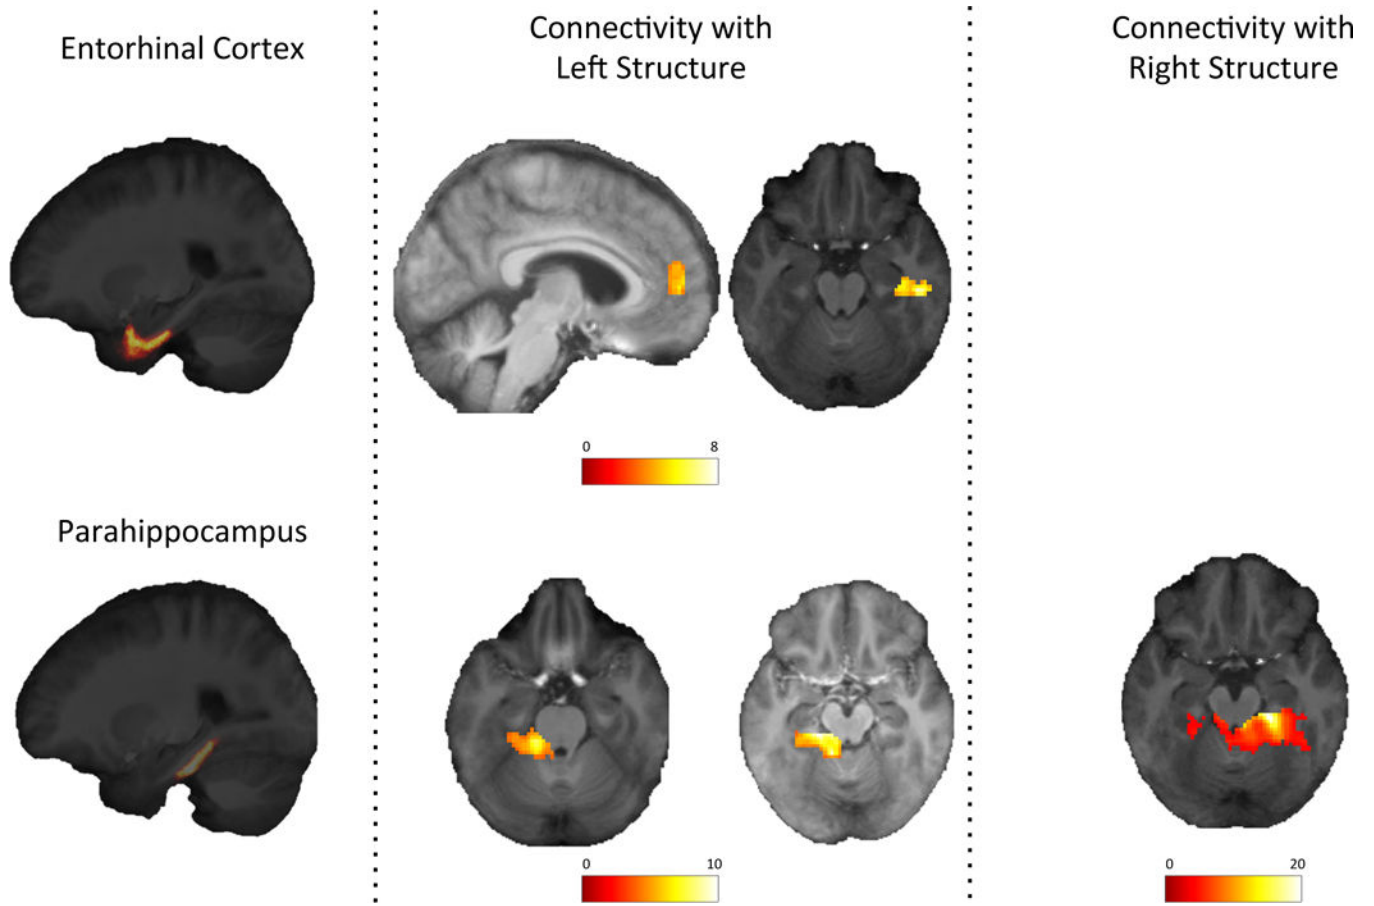 Entorhinal Cortex
Connectivity with
Left Structure
Connectivity with
Right Structure
0 8
Parahippocampus
0 10
0 20